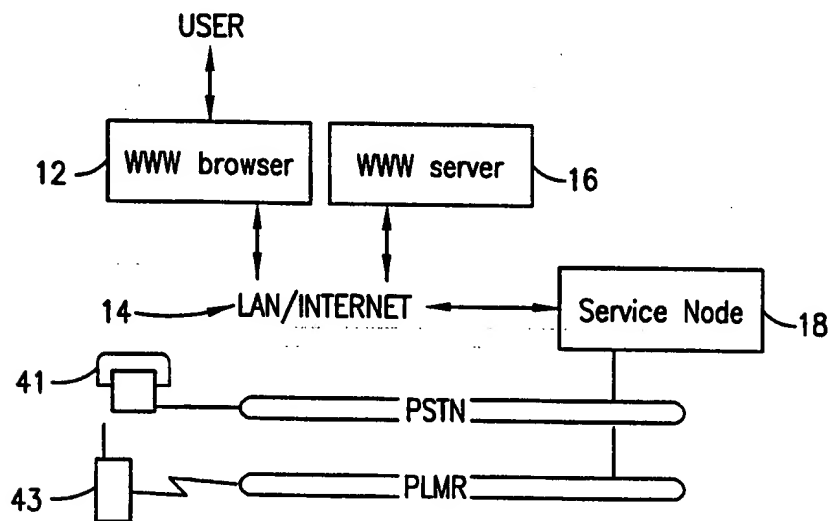 USER
12
WWW browser
WWW server
16
14
LAN/INTERNET
Service Node
18
41
PSTN
43
PLMR